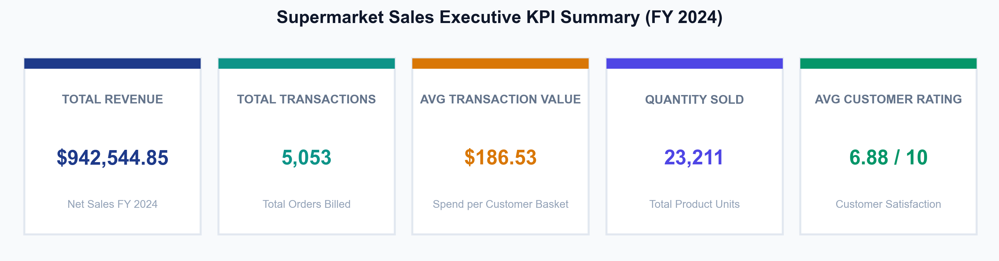 Supermarket Sales Executive KPI Summary (FY 2024)
TOTAL REVENUE
$942,544.85
Net Sales FY 2024
TOTAL TRANSACTIONS
5,053
Total Orders Billed
AVG TRANSACTION VALUE
$186.53
Spend per Customer Basket
QUANTITY SOLD
23,211
Total Product Units
AVG CUSTOMER RATING
6.88 / 10
Customer Satisfaction